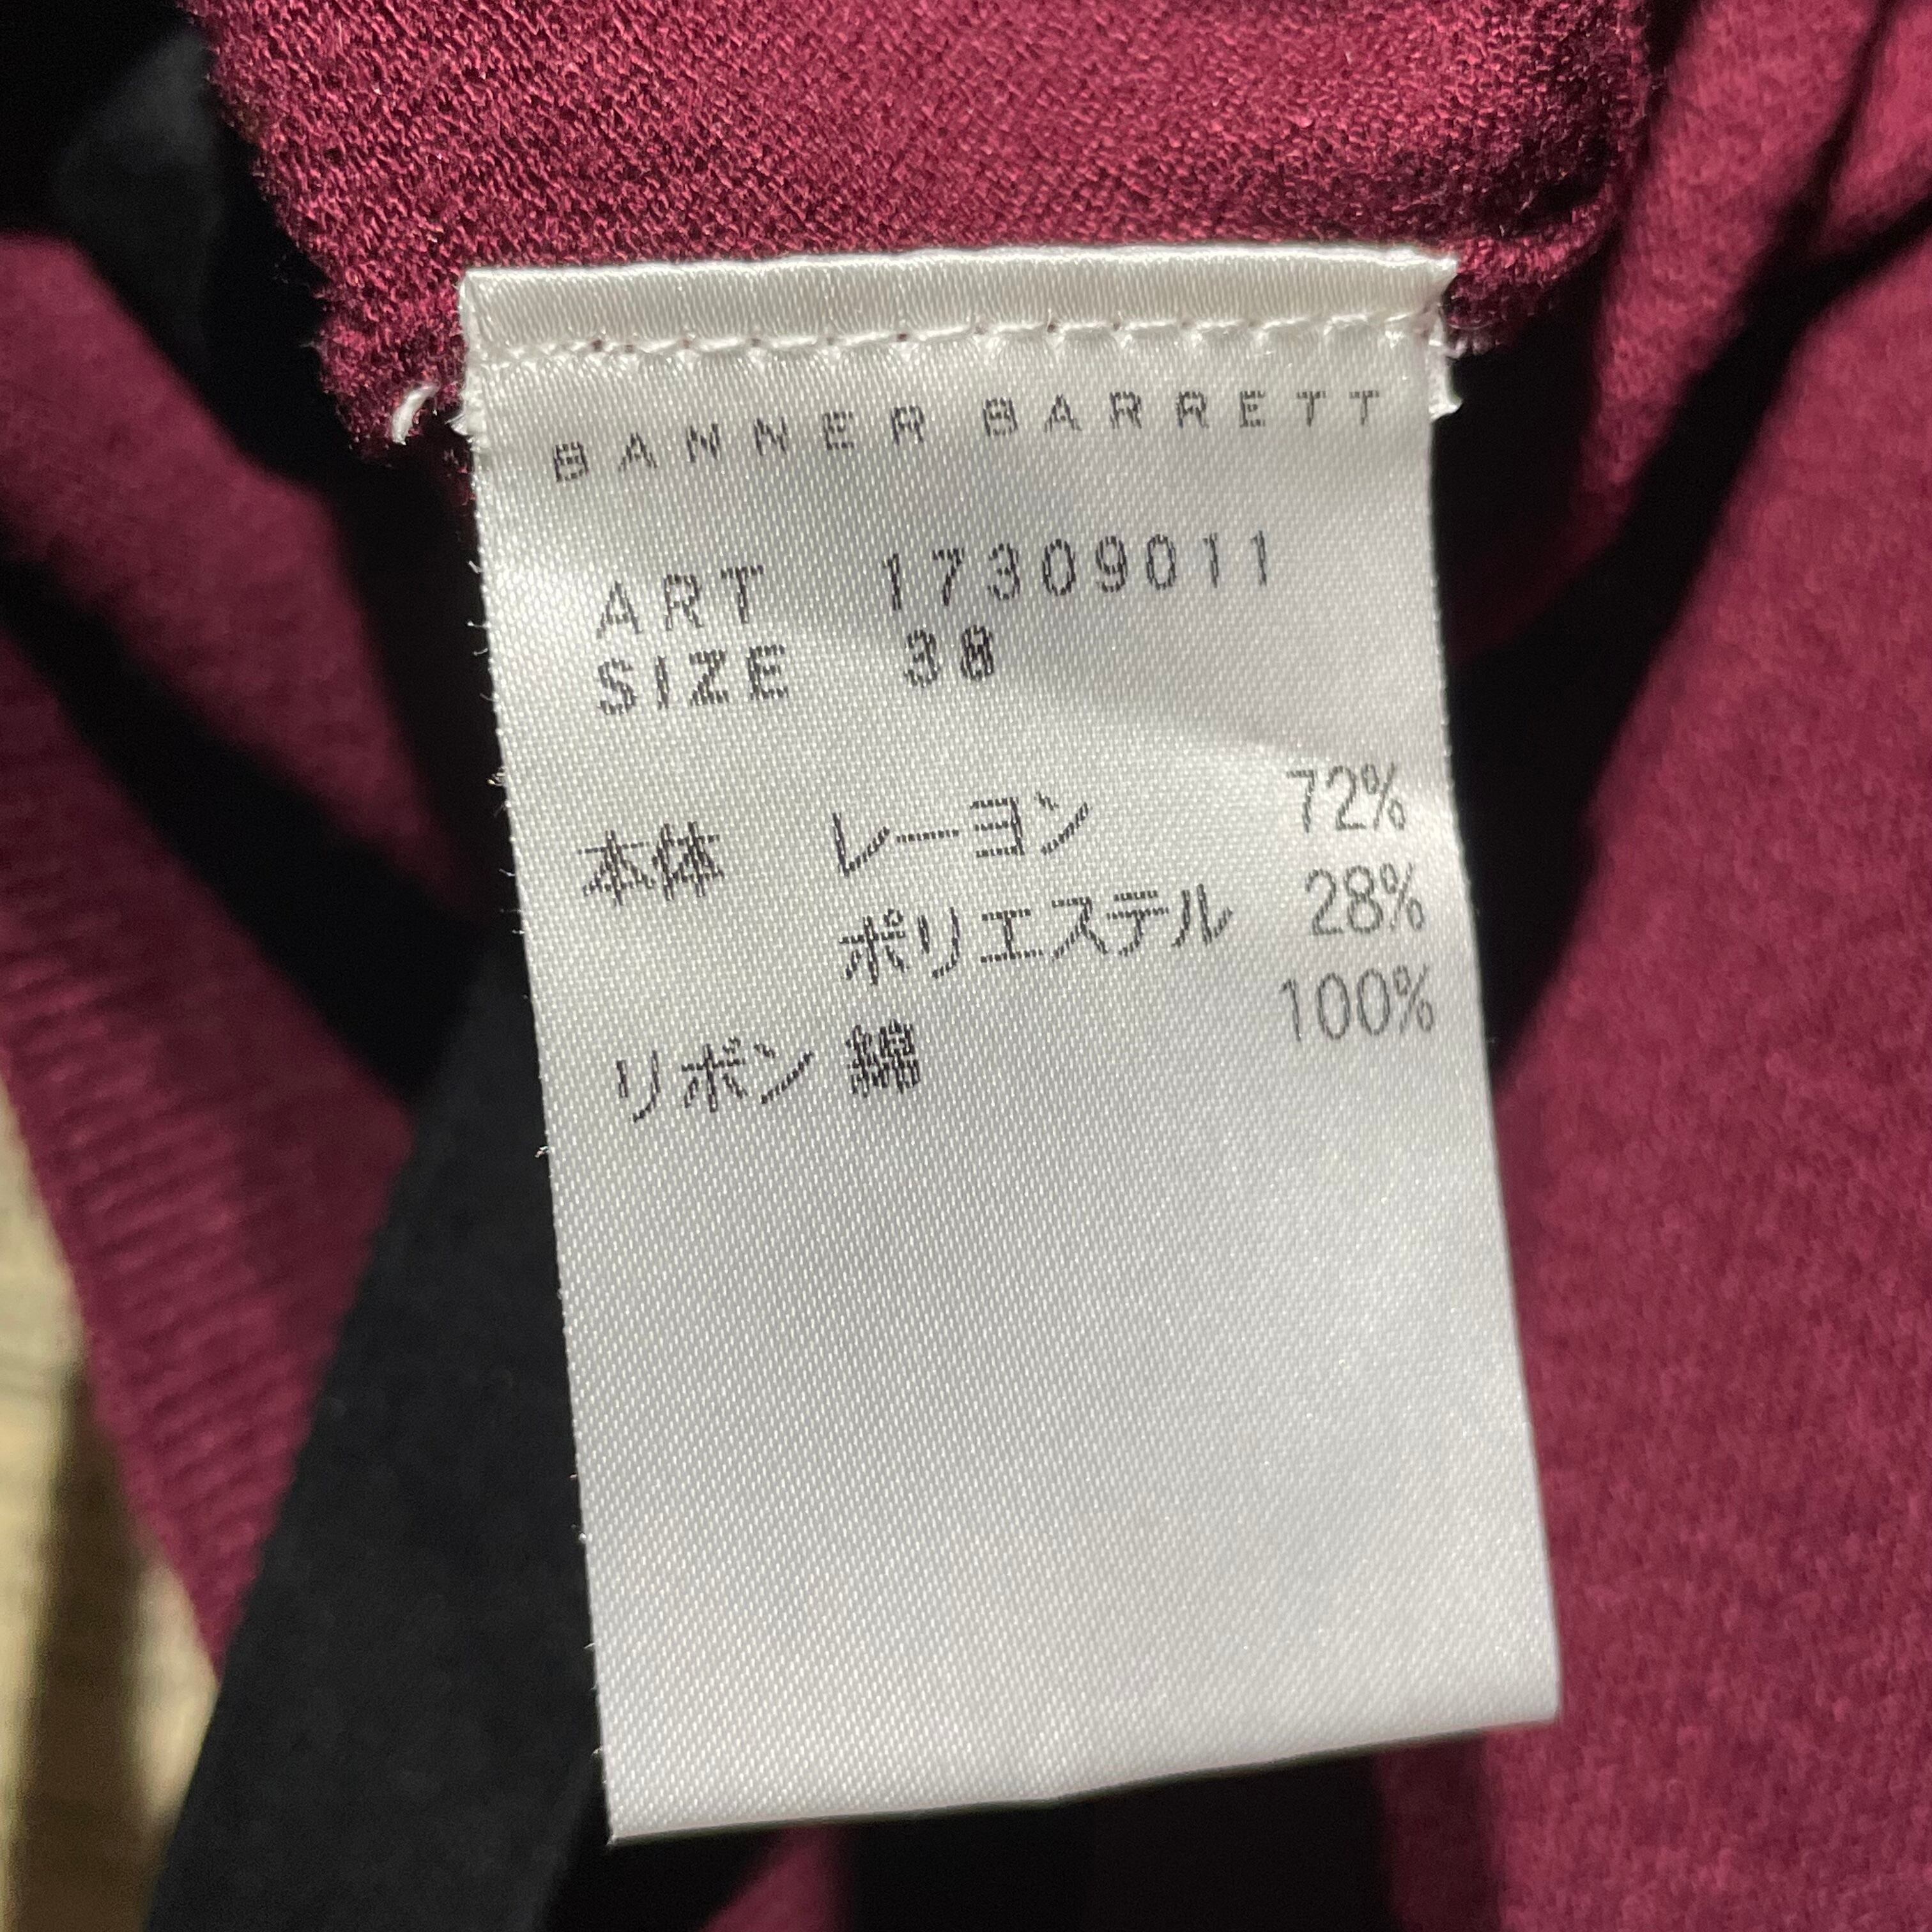 BANNER BARRETT
ART 17309011
SIZE 38
本体 レーヨン 72%
ポリエステル 28%
リボン 綿 100%